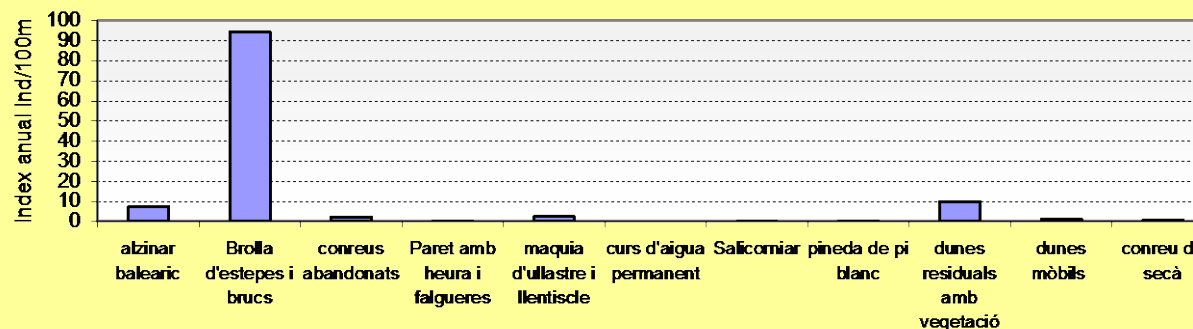 Index anual Ind/100m
100
90
80
70
60
50
40
30
20
10
0
alzinar
balearic
Brolla
d'estepes i
brucs
conreus
abandonats
Paret amb
heura i
falgueres
maquia
d'ullastre i
llentiscle
curs d'aigua
permanent
Salicorniar
pineda de pi
blanc
dunes
residuals
amb
vegetació
dunes
mòbils
conreu d
secà